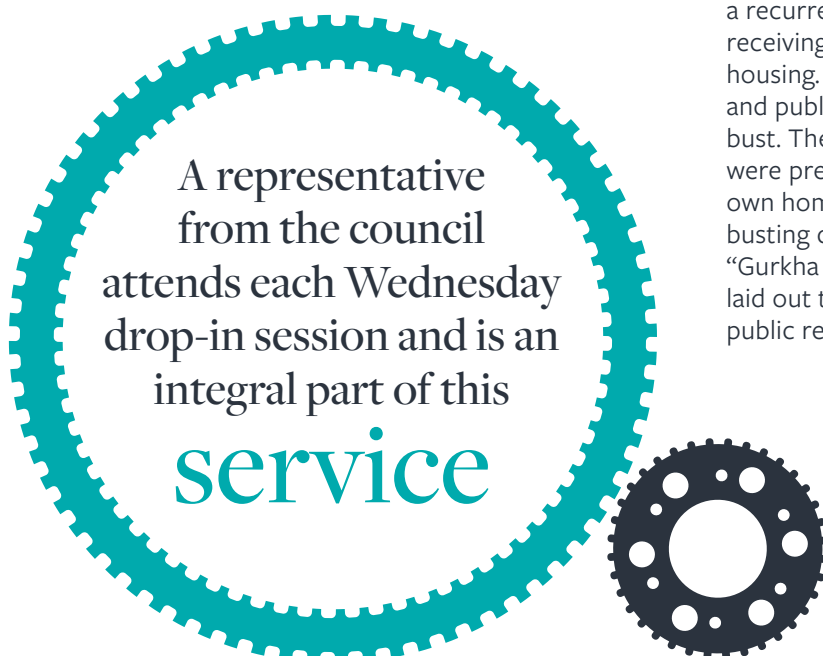 A representative
from the council
attends each Wednesday
drop-in session and is an
integral part of this
service
a recurre
receiving
housing.
and publ
bust. The
were pre
own hom
busting c
“Gurkha
laid out t
public re